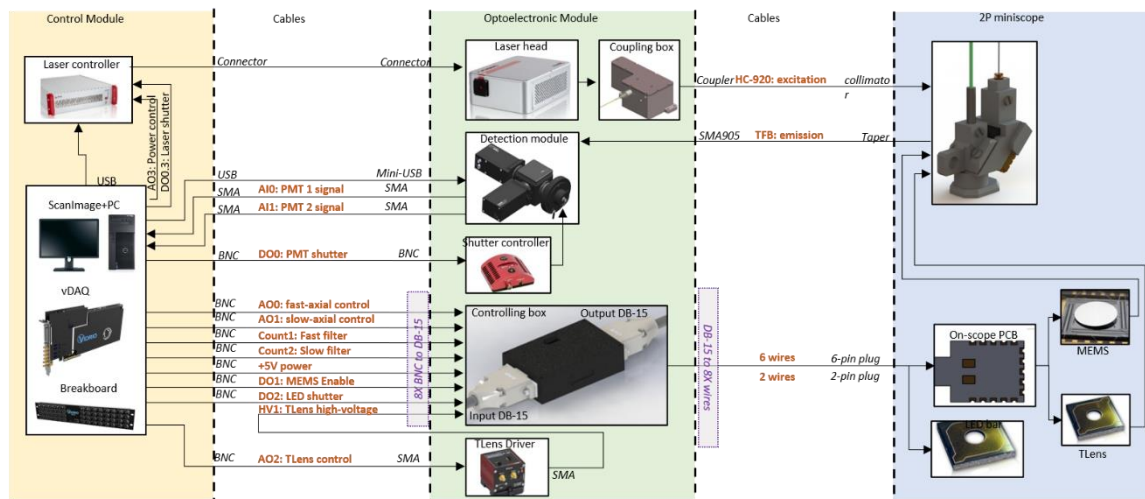 Control Module
Cables
Optoelectronic Module
Cables
2P miniscope
Laser controller
Connector
Connector
Laser head
Coupling box
Coupler
HC-920: excitation
collimato
r
AO3: Power control
DO0.3: Laser shutter
USB
SMA905
TFB: emission
Taper
Detection module
ScanImage+PC
USB
Mini-USB
SMA
AI0: PMT 1 signal
SMA
SMA
AI1: PMT 2 signal
SMA
BNC
DO0: PMT shutter
BNC
Shutter controller
vDAQ
Breakboard
BNC
AO0: fast-axial control
BNC
AO1: slow-axial control
BNC
Count1: Fast filter
BNC
Count2: Slow filter
BNC
+5V power
BNC
DO1: MEMS Enable
BNC
DO2: LED shutter
HV1: TLens high-voltage
8X BNC to DB-15
Controlling box
Output DB-15
Input DB-15
DB-15 to 8X wires
6 wires
6-pin plug
2 wires
2-pin plug
On-scope PCB
MEMS
LED bar
TLens
BNC
AO2: TLens control
SMA
TLens Driver
SMA